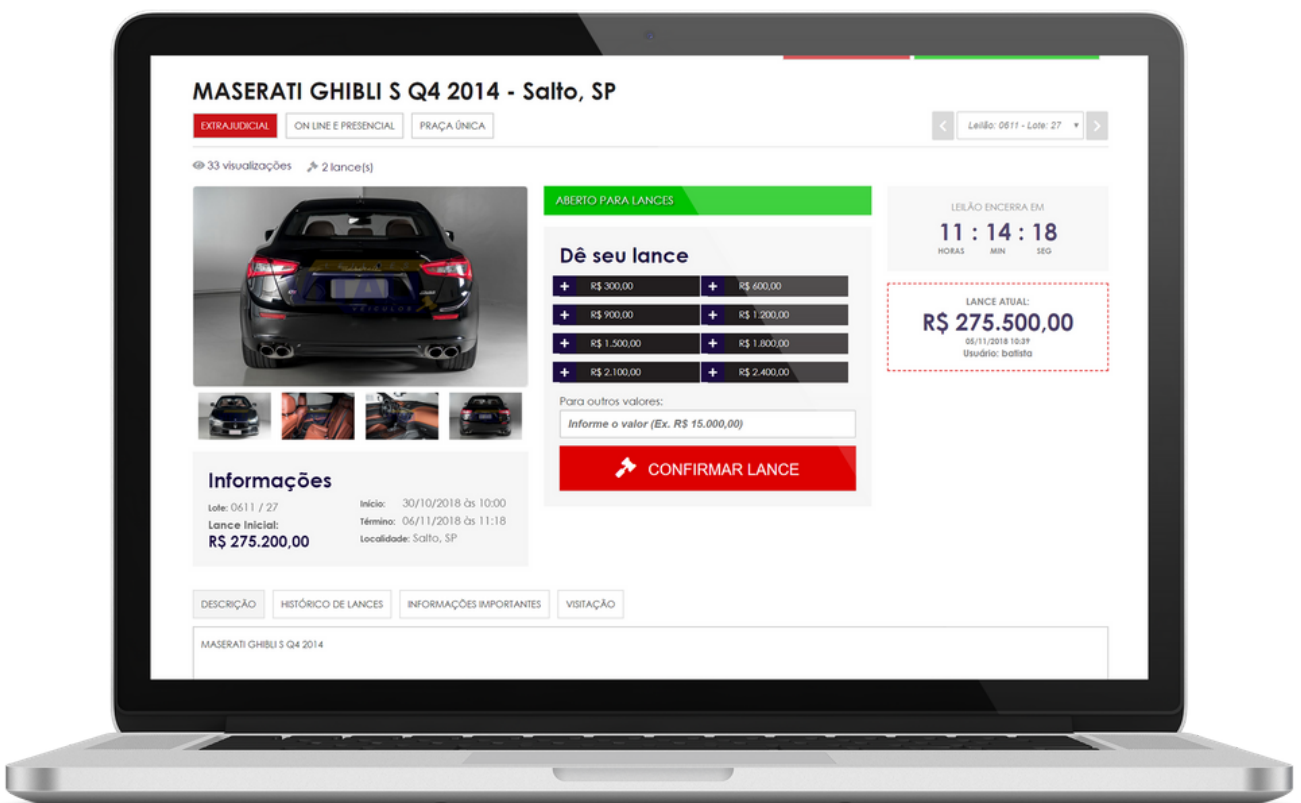 MASERATI GHIBLI S Q4 2014 - Salto, SP
EXTRAJUDICIAL
ON LINE E PRESENCIAL
PRAÇA ÚNICA
Leilão: 0611 - Lote: 27
33 visualizações
2 lance(s)
ABERTO PARA LANCES
Dê seu lance
+ R$ 300,00
+ R$ 600,00
+ R$ 900,00
+ R$ 1.200,00
+ R$ 1.500,00
+ R$ 1.800,00
+ R$ 2.100,00
+ R$ 2.400,00
Para outros valores:
Informe o valor (Ex. R$ 15.000,00)
CONFIRMAR LANCE
LEILÃO ENCERRA EM
11 : 14 : 18
HORAS MIN SEG
LANCE ATUAL:
R$ 275.500,00
05/11/2018 10:39
Usuário: batista
VEICULOS
Informações
Lote: 0611 / 27
Lance Inicial:
R$ 275.200,00
Início: 30/10/2018 às 10:00
Término: 06/11/2018 às 11:18
Localidade: Salto, SP
DESCRIÇÃO
HISTÓRICO DE LANCES
INFORMAÇÕES IMPORTANTES
VISITAÇÃO
MASERATI GHIBLI S Q4 2014